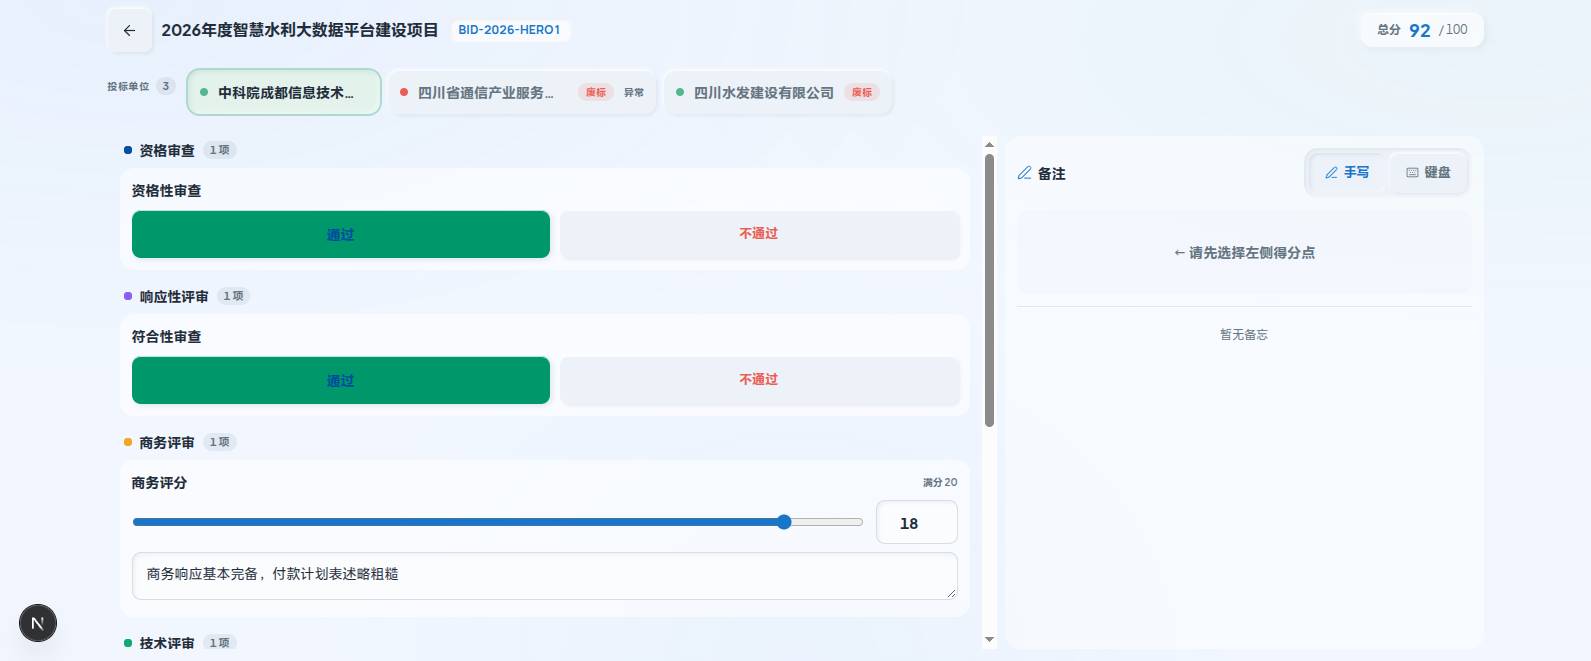 ←
2026年度智慧水利大数据平台建设项目 BID-2026-HERO1
总分 92 /100
投标单位 3
中科院成都信息技术...
四川省通信产业服务... 废标 异常
四川水发建设有限公司 废标
资格审查 1项
资格性审查
通过 不通过
响应性评审 1项
符合性审查
通过 不通过
商务评审 1项
商务评分 满分20
18
商务响应基本完备，付款计划表述略粗糙
技术评审 1项
备注
手写 键盘
← 请先选择左侧得分点
暂无备忘
N